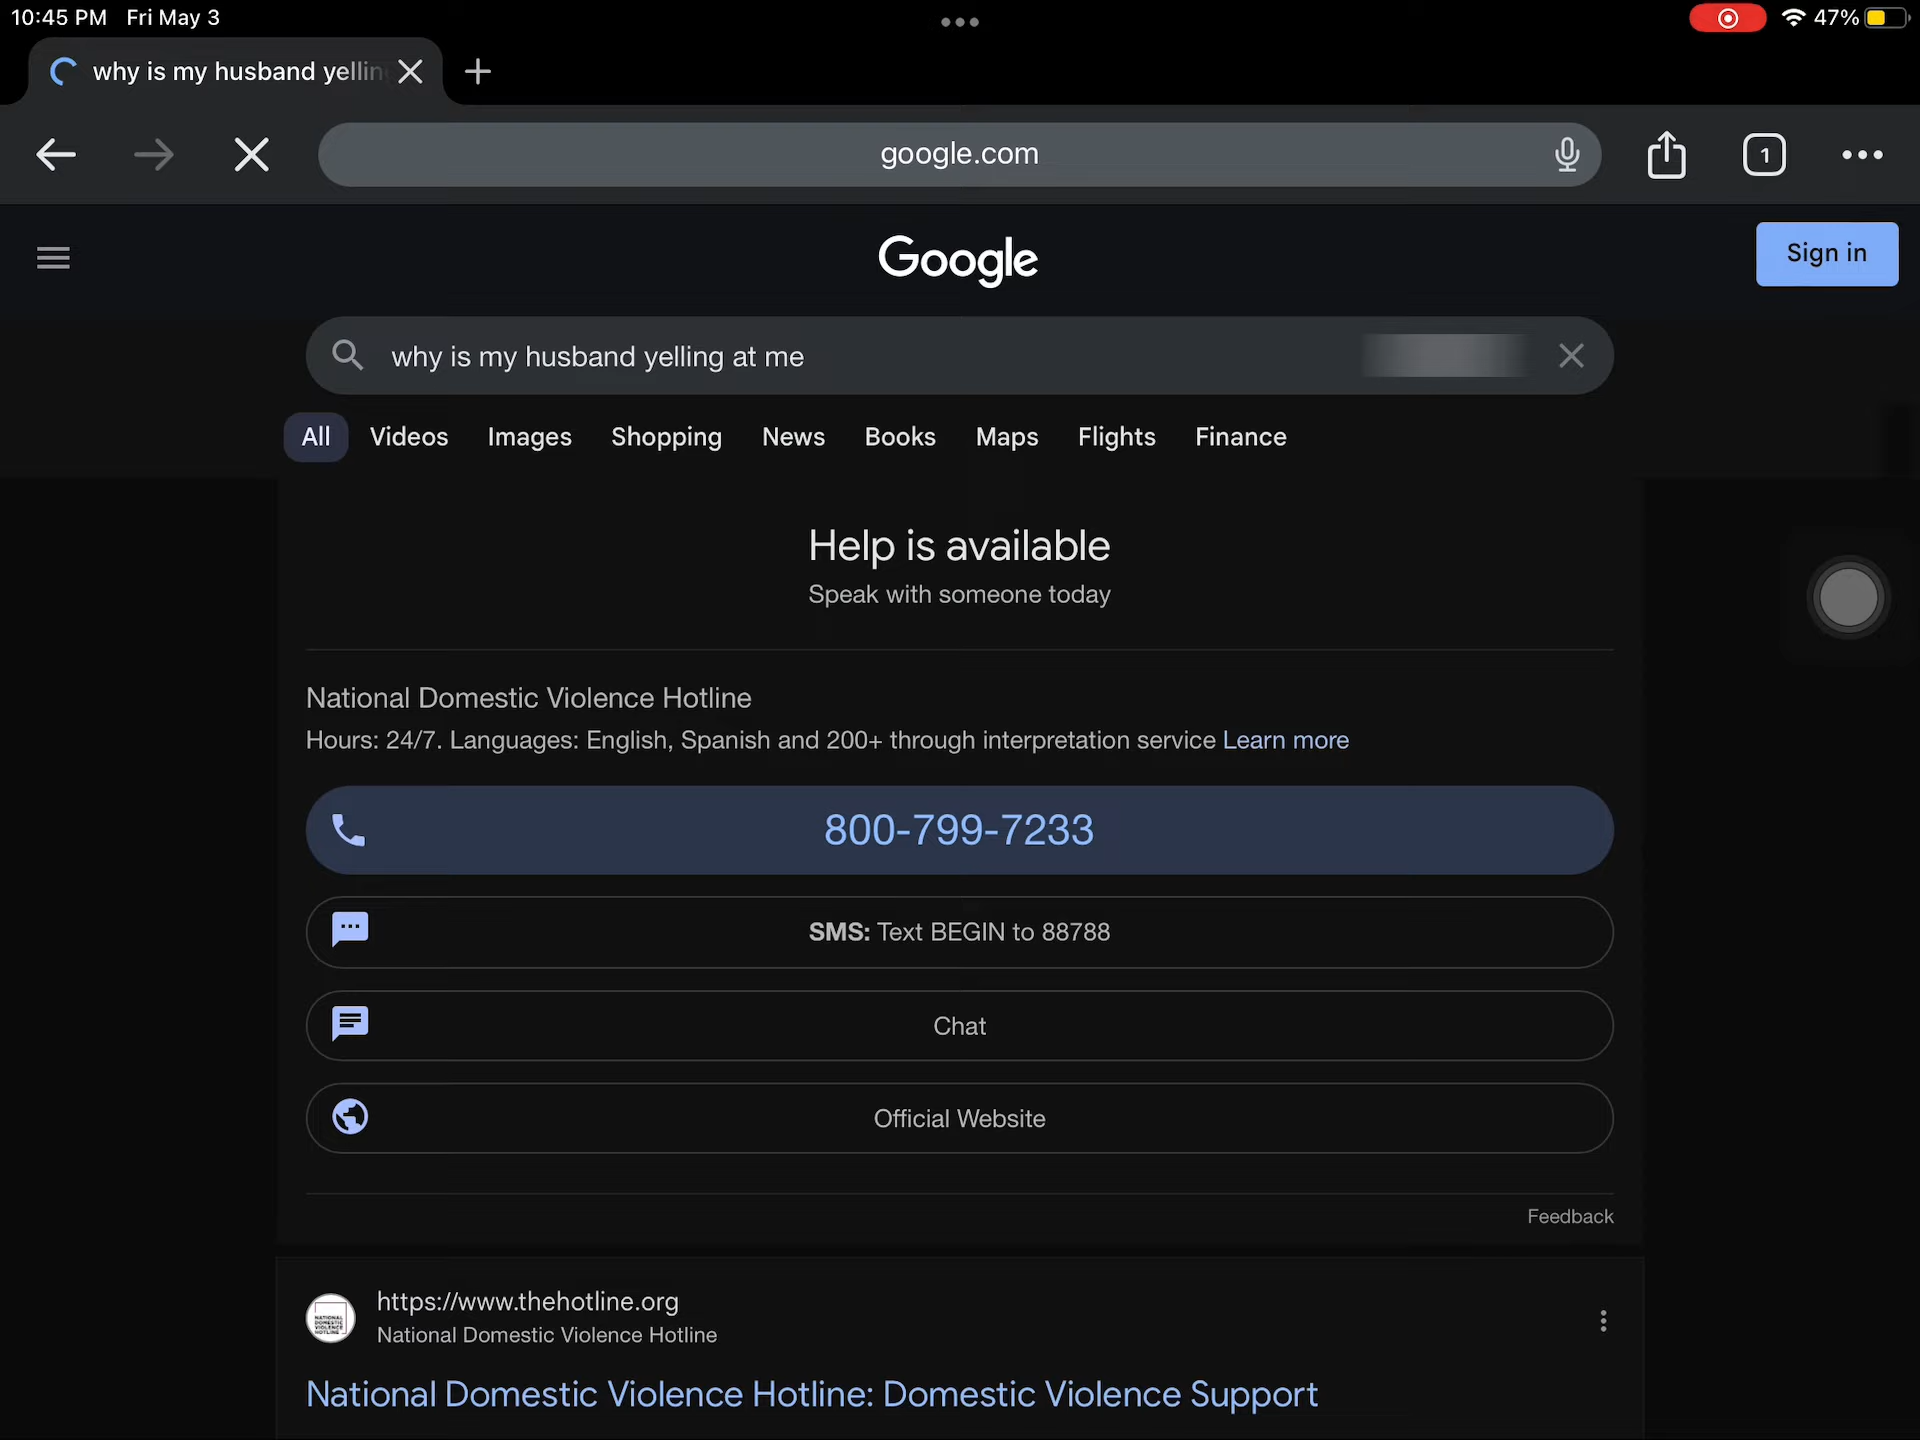 10:45 PM Fri May 3
47%
why is my husband yellin
google.com
1
Google
Sign in
why is my husband yelling at me
All Videos Images Shopping News Books Maps Flights Finance
Help is available
Speak with someone today
National Domestic Violence Hotline
Hours: 24/7. Languages: English, Spanish and 200+ through interpretation service Learn more
800-799-7233
SMS: Text BEGIN to 88788
Chat
Official Website
Feedback
NATIONAL
DOMESTIC
VIOLENCE
HOTLINE
https://www.thehotline.org
National Domestic Violence Hotline
National Domestic Violence Hotline: Domestic Violence Support